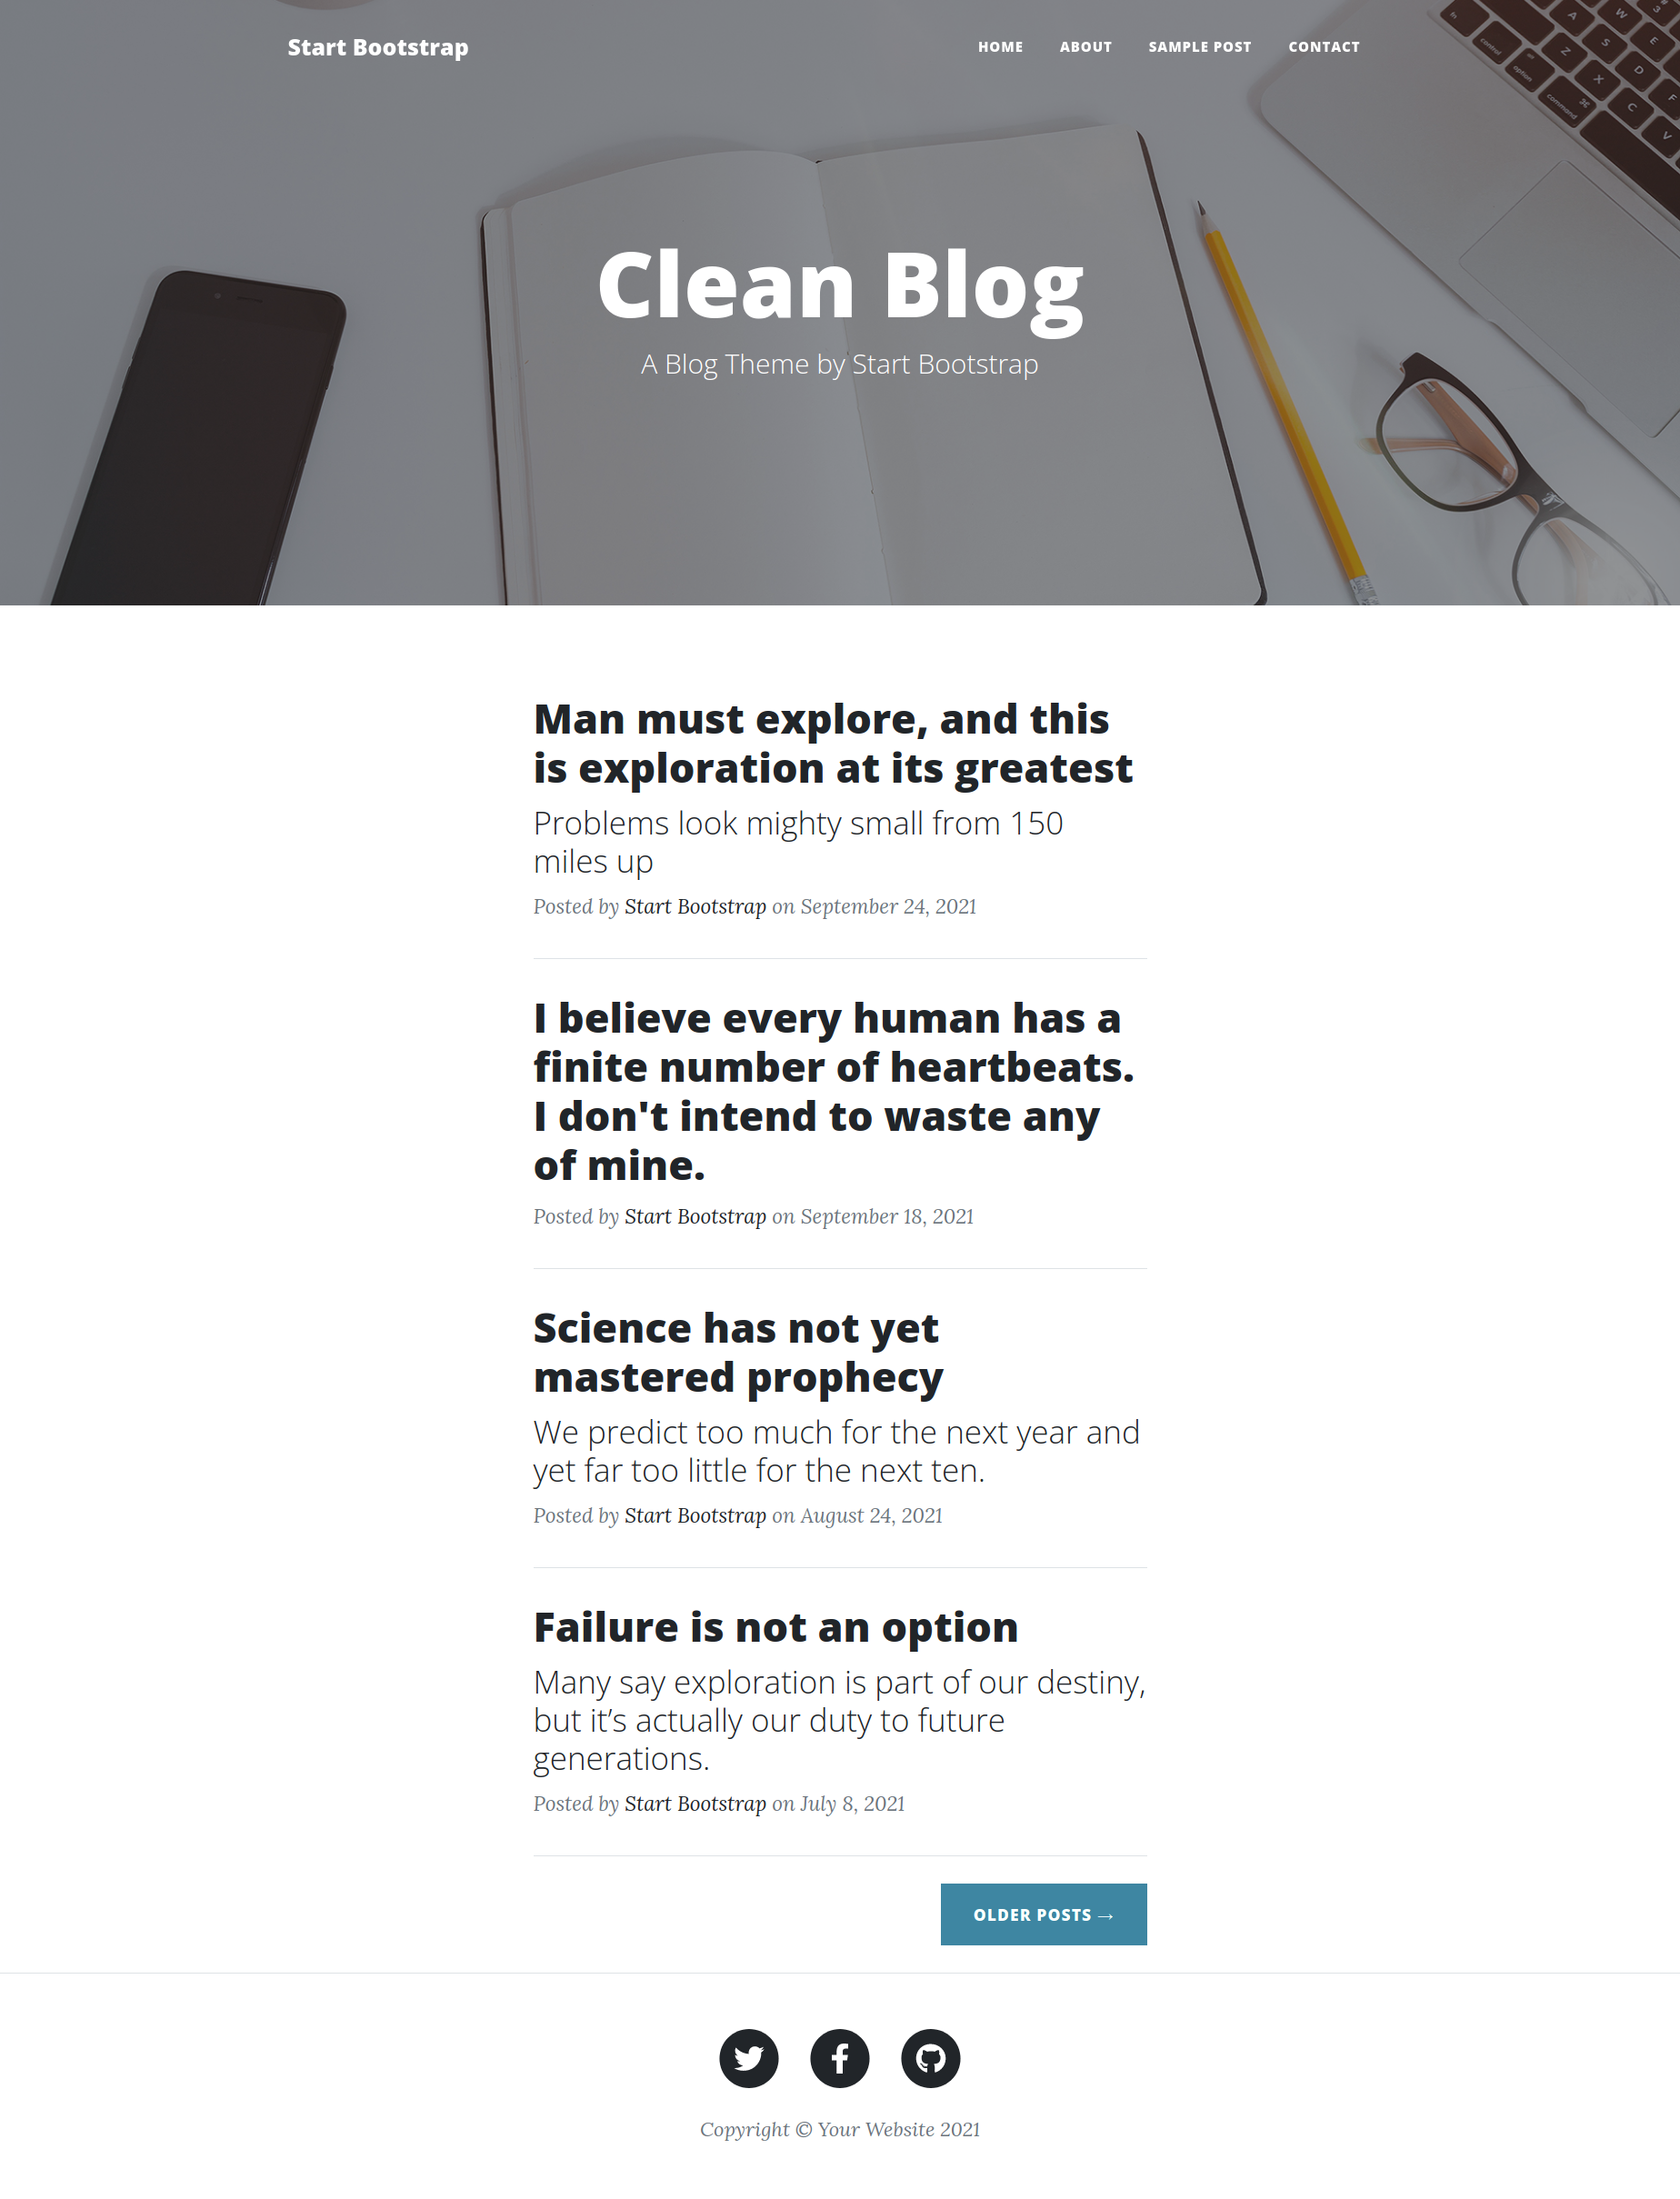 Start Bootstrap
HOME ABOUT SAMPLE POST CONTACT
Clean Blog
A Blog Theme by Start Bootstrap
Man must explore, and this
is exploration at its greatest
Problems look mighty small from 150
miles up
Posted by Start Bootstrap on September 24, 2021
I believe every human has a
finite number of heartbeats.
I don't intend to waste any
of mine.
Posted by Start Bootstrap on September 18, 2021
Science has not yet
mastered prophecy
We predict too much for the next year and
yet far too little for the next ten.
Posted by Start Bootstrap on August 24, 2021
Failure is not an option
Many say exploration is part of our destiny,
but it’s actually our duty to future
generations.
Posted by Start Bootstrap on July 8, 2021
OLDER POSTS →
Copyright © Your Website 2021